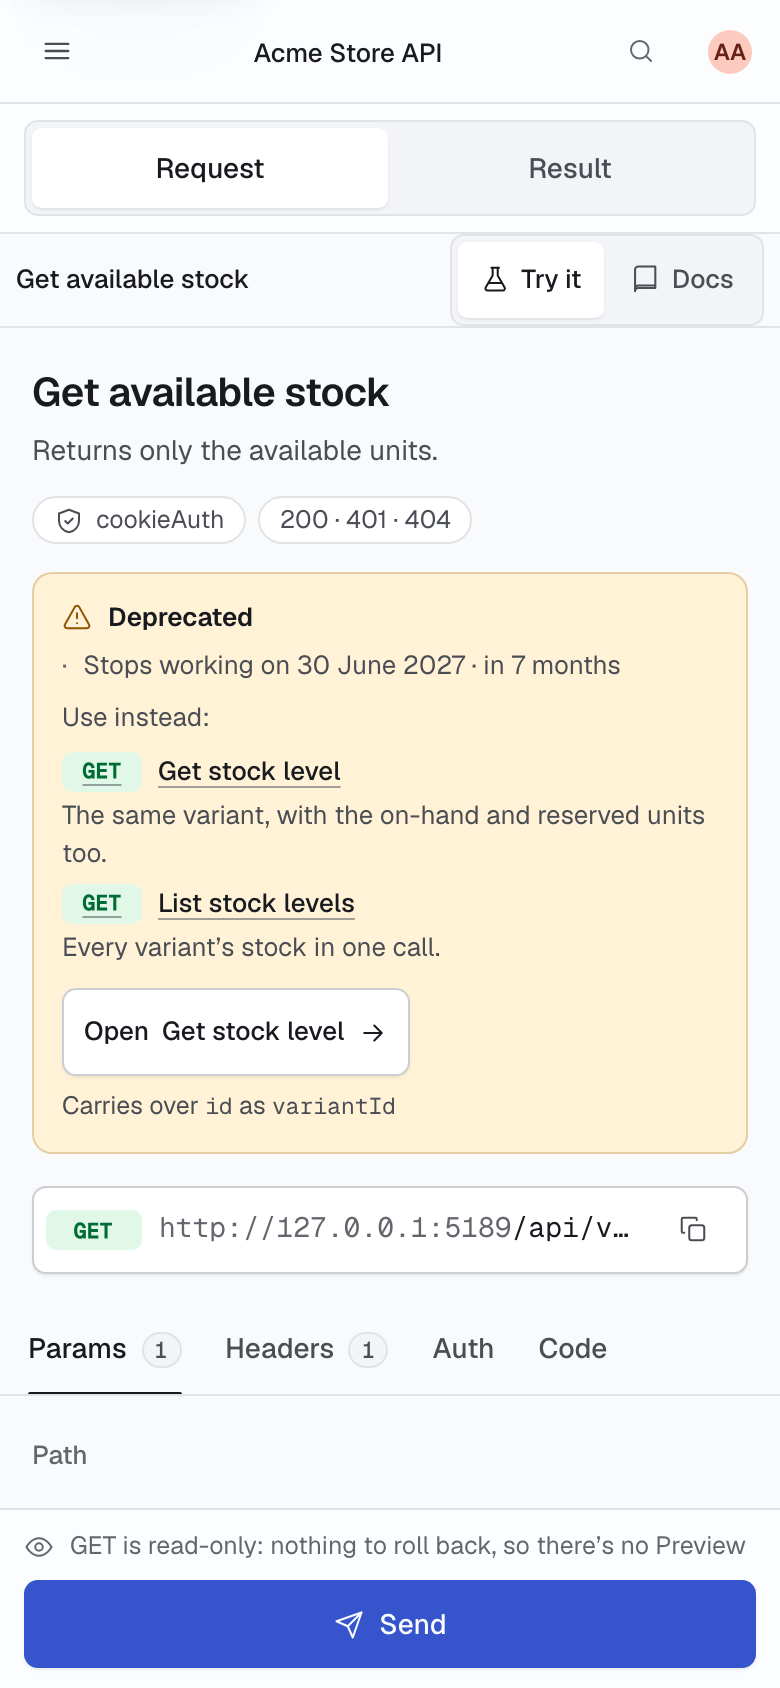 Acme Store API
AA
Request
Result
Get available stock
Try it
Docs
Get available stock
Returns only the available units.
cookieAuth
200 · 401 · 404
Deprecated
· Stops working on 30 June 2027 · in 7 months
Use instead:
GET Get stock level
The same variant, with the on-hand and reserved units
too.
GET List stock levels
Every variant’s stock in one call.
Open Get stock level →
Carries over id as variantId
GET http://127.0.0.1:5189/api/v…
Params 1
Headers 1
Auth
Code
Path
GET is read-only: nothing to roll back, so there’s no Preview
Send